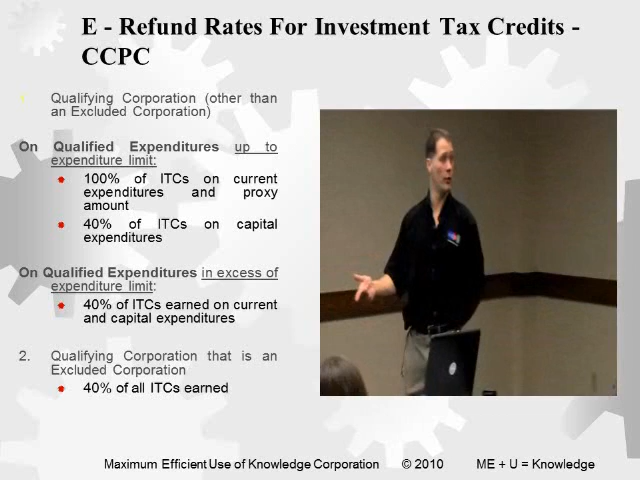 E - Refund Rates For Investment Tax Credits -
CCPC
Qualifying Corporation (other than
an Excluded Corporation)
On Qualified Expenditures up to
expenditure limit:
100% of ITCs on current
expenditures and proxy
amount
40% of ITCs on capital
expenditures
On Qualified Expenditures in excess of
expenditure limit:
40% of ITCs earned on current
and capital expenditures
2. Qualifying Corporation that is an
Excluded Corporation
40% of all ITCs earned
Maximum Efficient Use of Knowledge Corporation © 2010 ME + U = Knowledge